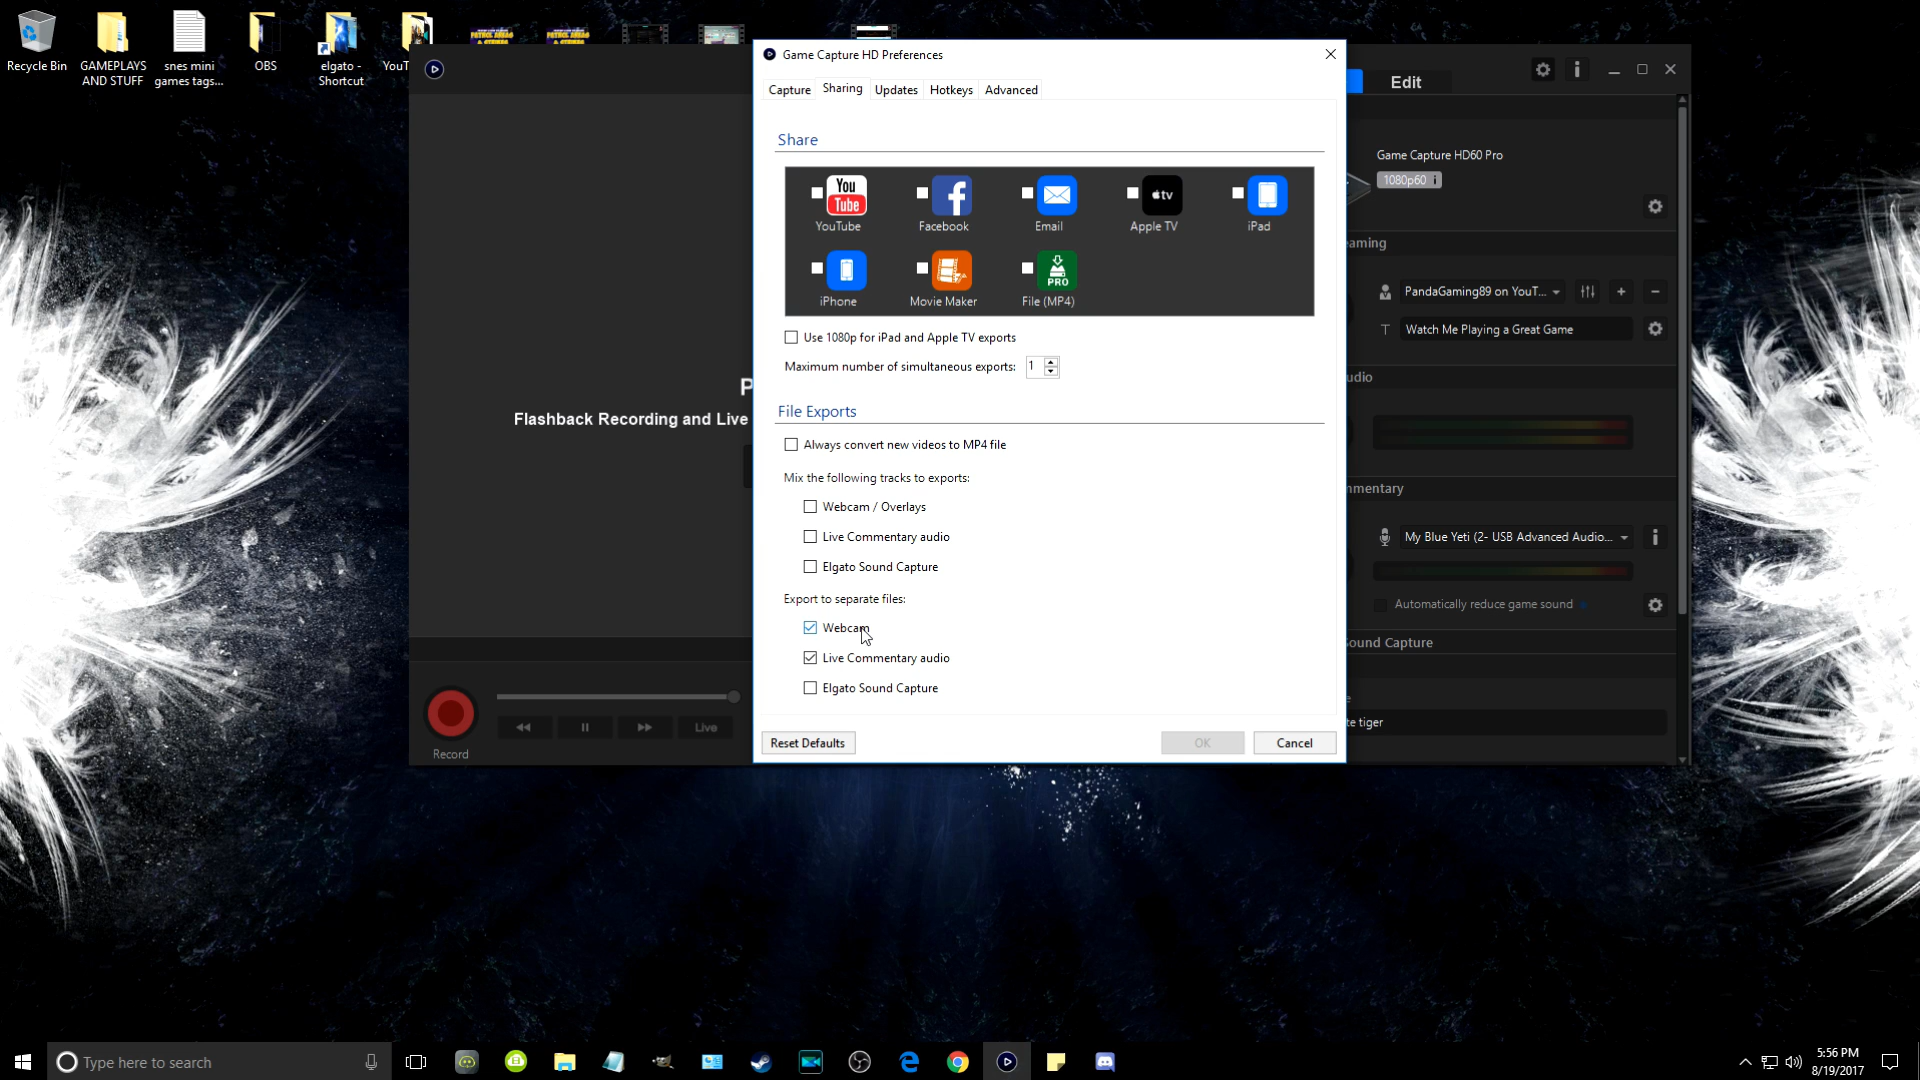 Recycle Bin
GAMEPLAYS
AND STUFF
snes mini
games tags...
OBS
elgato -
Shortcut
YouT
Game Capture HD Preferences
Capture
Sharing
Updates
Hotkeys
Advanced
Edit
Share
You
Tube
YouTube
Facebook
Email
tv
Apple TV
iPad
iPhone
Movie Maker
PRO
File (MP4)
Use 1080p for iPad and Apple TV exports
Maximum number of simultaneous exports: 1
File Exports
Always convert new videos to MP4 file
Mix the following tracks to exports:
Webcam / Overlays
Live Commentary audio
Elgato Sound Capture
Export to separate files:
Webcam
Live Commentary audio
Elgato Sound Capture
Reset Defaults
OK
Cancel
P
Flashback Recording and Live
Record
Live
Game Capture HD60 Pro
1080p60 i
eaming
PandaGaming89 on YouT...
T Watch Me Playing a Great Game
udio
mmentary
My Blue Yeti (2- USB Advanced Audio...
Automatically reduce game sound
Sound Capture
te tiger
Type here to search
5:56 PM
8/19/2017